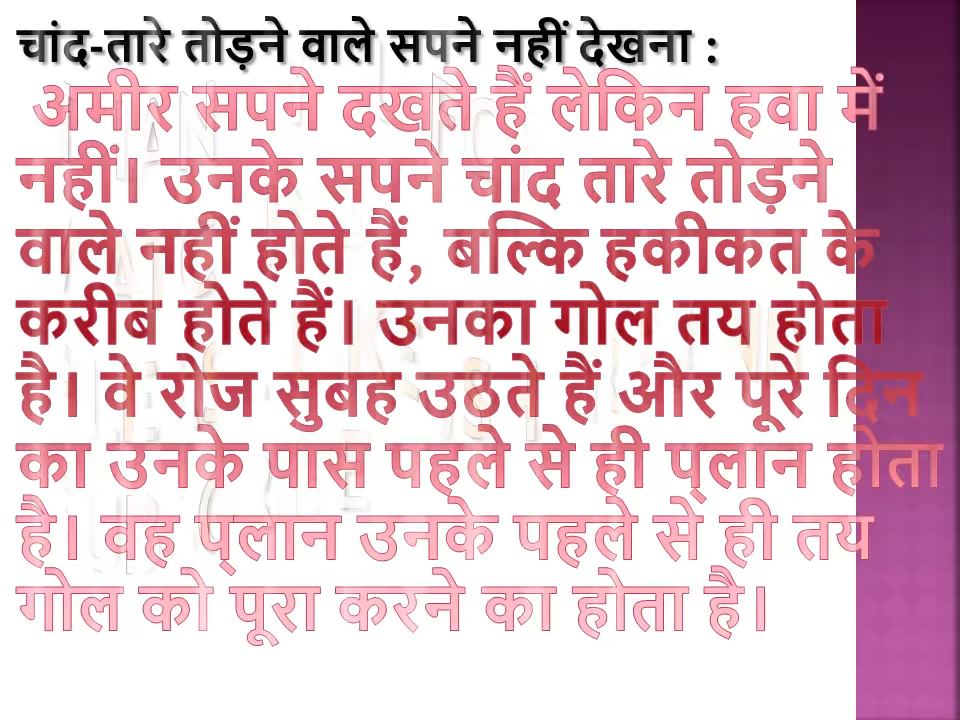 चांद-तारे तोड़ने वाले सपने नहीं देखना :
अमीर सपने दखते हैं लेकिन हवा में
नहीं। उनके सपने चांद तारे तोड़ने
वाले नहीं होते हैं, बल्कि हकीकत के
करीब होते हैं। उनका गोल तय होता
है। वे रोज सुबह उठते हैं और पूरे दिन
का उनके पास पहले से ही प्लान होता
है। वह प्लान उनके पहले से ही तय
गोल को पूरा करने का होता है।